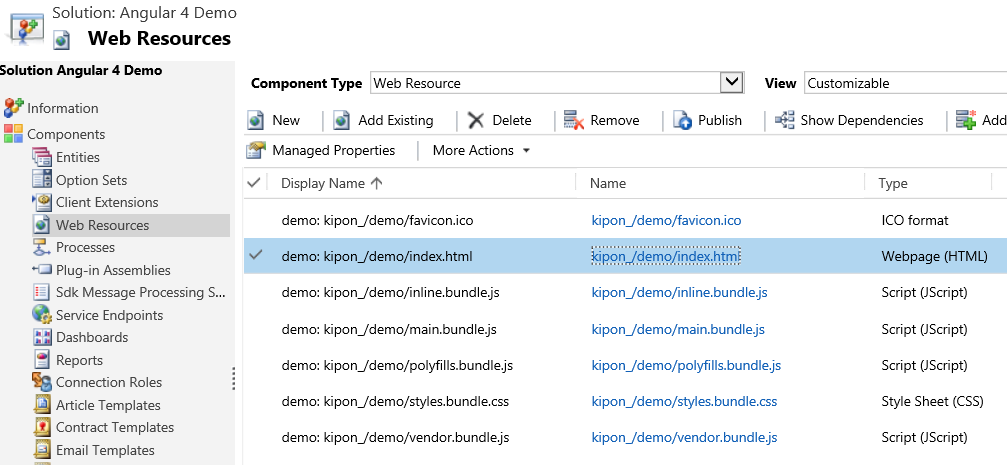 Solution: Angular 4 Demo
Web Resources
Solution Angular 4 Demo
Information
Components
Entities
Option Sets
Client Extensions
Web Resources
Processes
Plug-in Assemblies
Sdk Message Processing S...
Service Endpoints
Dashboards
Reports
Connection Roles
Article Templates
Contract Templates
Email Templates
Component Type Web Resource View Customizable
New Add Existing Delete Remove Publish Show Dependencies Add
Managed Properties More Actions
Display Name Name Type
demo: kipon_/demo/favicon.ico kipon_/demo/favicon.ico ICO format
demo: kipon_/demo/index.html kipon_/demo/index.html Webpage (HTML)
demo: kipon_/demo/inline.bundle.js kipon_/demo/inline.bundle.js Script (JScript)
demo: kipon_/demo/main.bundle.js kipon_/demo/main.bundle.js Script (JScript)
demo: kipon_/demo/polyfills.bundle.js kipon_/demo/polyfills.bundle.js Script (JScript)
demo: kipon_/demo/styles.bundle.css kipon_/demo/styles.bundle.css Style Sheet (CSS)
demo: kipon_/demo/vendor.bundle.js kipon_/demo/vendor.bundle.js Script (JScript)